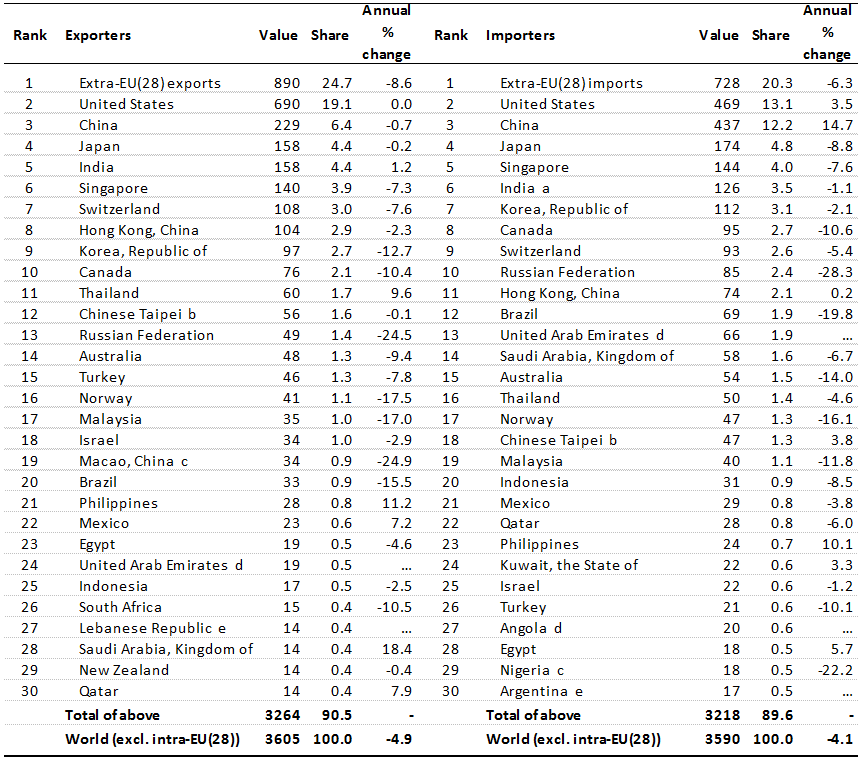 Annual Annual
Rank Exporters Value Share % Rank Importers Value Share %
change change
1 Extra-EU(28) exports 890 24.7 -8.6 1 Extra-EU(28) imports 728 20.3 -6.3
2 United States 690 19.1 0.0 2 United States 469 13.1 3.5
3 China 229 6.4 -0.7 3 China 437 12.2 14.7
4 Japan 158 4.4 -0.2 4 Japan 174 4.8 -8.8
5 India 158 4.4 1.2 5 Singapore 144 4.0 -7.6
6 Singapore 140 3.9 -7.3 6 India a 126 3.5 -1.1
7 Switzerland 108 3.0 -7.6 7 Korea, Republic of 112 3.1 -2.1
8 Hong Kong, China 104 2.9 -2.3 8 Canada 95 2.7 -10.6
9 Korea, Republic of 97 2.7 -12.7 9 Switzerland 93 2.6 -5.4
10 Canada 76 2.1 -10.4 10 Russian Federation 85 2.4 -28.3
11 Thailand 60 1.7 9.6 11 Hong Kong, China 74 2.1 0.2
12 Chinese Taipei b 56 1.6 -0.1 12 Brazil 69 1.9 -19.8
13 Russian Federation 49 1.4 -24.5 13 United Arab Emirates d 66 1.9 ...
14 Australia 48 1.3 -9.4 14 Saudi Arabia, Kingdom of 58 1.6 -6.7
15 Turkey 46 1.3 -7.8 15 Australia 54 1.5 -14.0
16 Norway 41 1.1 -17.5 16 Thailand 50 1.4 -4.6
17 Malaysia 35 1.0 -17.0 17 Norway 47 1.3 -16.1
18 Israel 34 1.0 -2.9 18 Chinese Taipei b 47 1.3 3.8
19 Macao, China c 34 0.9 -24.9 19 Malaysia 40 1.1 -11.8
20 Brazil 33 0.9 -15.5 20 Indonesia 31 0.9 -8.5
21 Philippines 28 0.8 11.2 21 Mexico 29 0.8 -3.8
22 Mexico 23 0.6 7.2 22 Qatar 28 0.8 -6.0
23 Egypt 19 0.5 -4.6 23 Philippines 24 0.7 10.1
24 United Arab Emirates d 19 0.5 ... 24 Kuwait, the State of 22 0.6 3.3
25 Indonesia 17 0.5 -2.5 25 Israel 22 0.6 -1.2
26 South Africa 15 0.4 -10.5 26 Turkey 21 0.6 -10.1
27 Lebanese Republic e 14 0.4 ... 27 Angola d 20 0.6 ...
28 Saudi Arabia, Kingdom of 14 0.4 18.4 28 Egypt 18 0.5 5.7
29 New Zealand 14 0.4 -0.4 29 Nigeria c 18 0.5 -22.2
30 Qatar 14 0.4 7.9 30 Argentina e 17 0.5 ...
Total of above 3264 90.5 - Total of above 3218 89.6 -
World (excl. intra-EU(28)) 3605 100.0 -4.9 World (excl. intra-EU(28)) 3590 100.0 -4.1